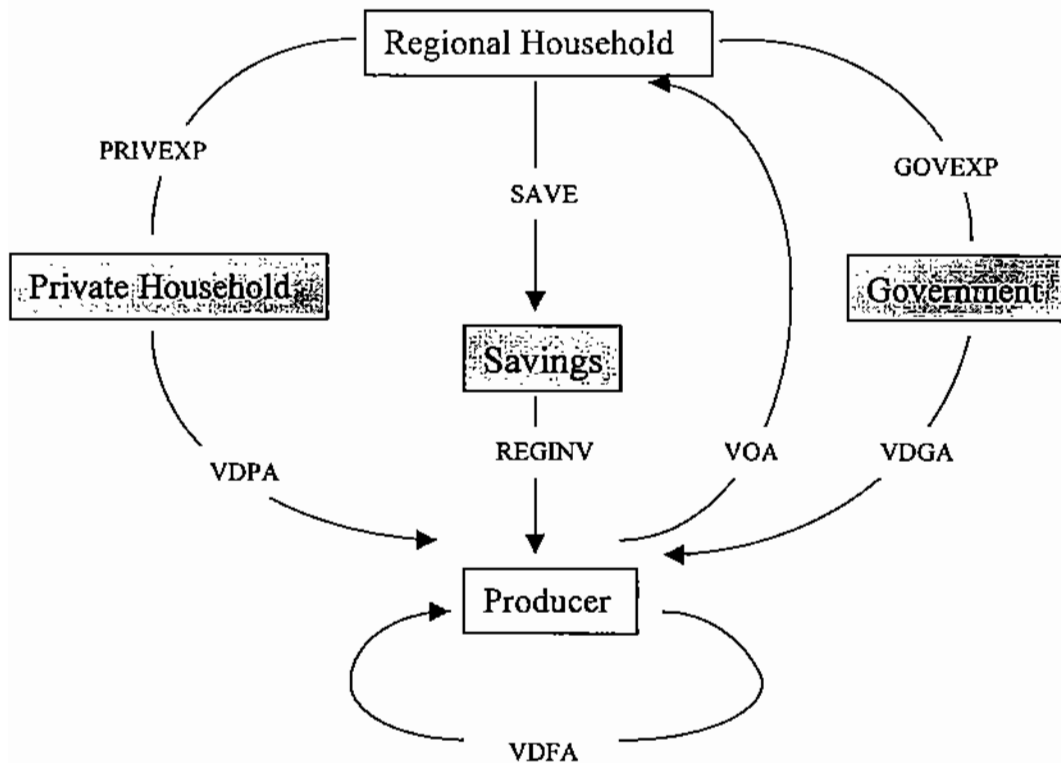 Regional Household
PRIVEXP
GOVEXP
SAVE
Private Household
Government
Savings
REGINV
VOA
VDGA
VDPA
Producer
VDFA